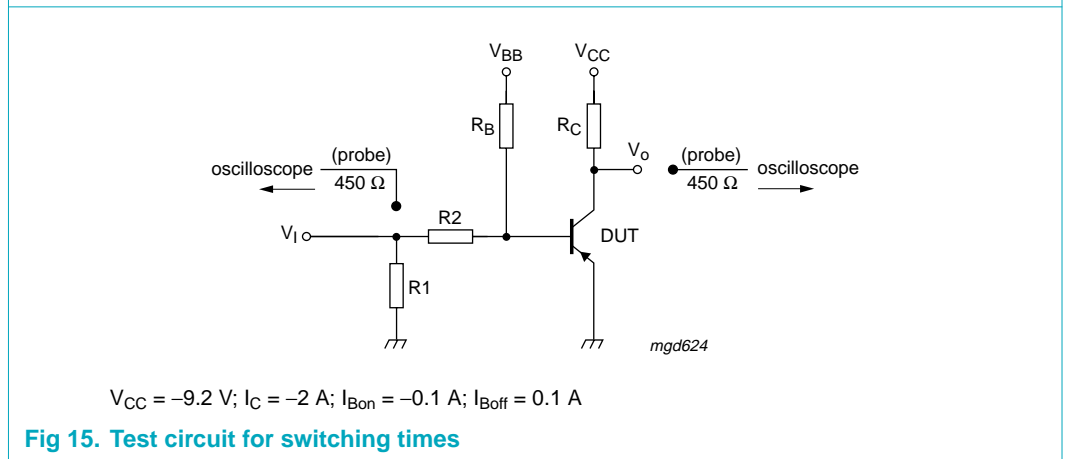 VBB
VCC
RB
RC
Vo
(probe)
450 Ω
oscilloscope
(probe)
450 Ω
oscilloscope
VI
R2
DUT
R1
mgd624
VCC = −9.2 V; IC = −2 A; IBon = −0.1 A; IBoff = 0.1 A
Fig 15. Test circuit for switching times